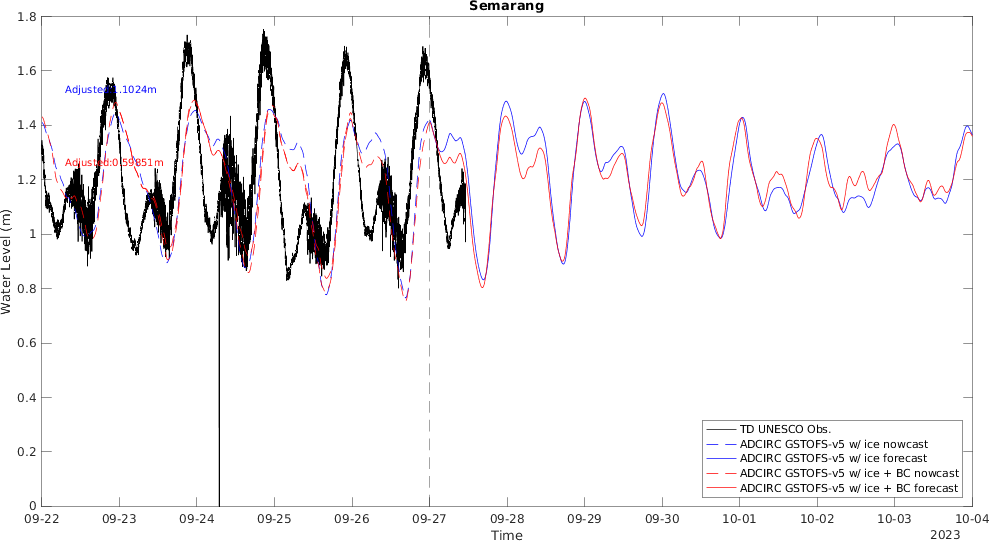 Semarang
1.8
1.6
1.4
1.2
1
0.8
0.6
0.4
0.2
0
Water Level (m)
Adjusted:1.1024m
Adjusted:0.59851m
TD UNESCO Obs.
ADCIRC GSTOFS-v5 w/ ice nowcast
ADCIRC GSTOFS-v5 w/ ice forecast
ADCIRC GSTOFS-v5 w/ ice + BC nowcast
ADCIRC GSTOFS-v5 w/ ice + BC forecast
09-22 09-23 09-24 09-25 09-26 09-27 09-28 09-29 09-30 10-01 10-02 10-03 10-04
Time
2023